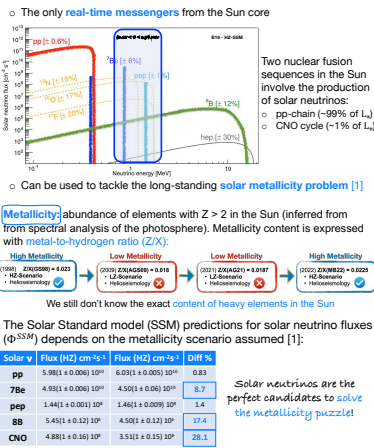 ○ The only real-time messengers from the Sun core
B16 - HZ-SSM
pp [± 0.6%]
⁷Be [± 6%]
pep [± 1%]
¹³N [± 15%]
¹⁵O [± 17%]
¹⁷F [± 20%]
⁸B [± 12%]
hep [± 30%]
Solar neutrino flux [cm⁻² s⁻¹]
Neutrino energy [MeV]
Two nuclear fusion
sequences in the Sun
involve the production
of solar neutrinos:
○ pp-chain (~99% of Lₛ)
○ CNO cycle (~1% of Lₛ)
○ Can be used to tackle the long-standing solar metallicity problem [1]
Metallicity: abundance of elements with Z > 2 in the Sun (inferred from
from spectral analysis of the photosphere). Metallicity content is expressed
with metal-to-hydrogen ratio (Z/X):
High Metallicity Low Metallicity Low Metallicity High Metallicity
(1998) Z/X(GS98) = 0.023
• HZ-Scenario
• Helioseismology
(2009) Z/X(AGS09) = 0.018
• LZ-Scenario
• Helioseismology
(2021) Z/X(AG21) = 0.0187
• LZ-Scenario
• Helioseismology
(2022) Z/X(MB22) = 0.0225
• HZ-Scenario
• Helioseismology
We still don't know the exact content of heavy elements in the Sun
The Solar Standard model (SSM) predictions for solar neutrino fluxes
(Φ^SSM) depends on the metallicity scenario assumed [1]:
Solar ν Flux (HZ) cm⁻²s⁻¹ Flux (HZ) cm⁻²s⁻¹ Diff %
pp 5.98(1 ± 0.006) 10¹⁰ 6.03(1 ± 0.005) 10¹⁰ 0.83
7Be 4.93(1 ± 0.06) 10⁹ 4.50(1 ± 0.06) 10⁹ 8.7
pep 1.44(1 ± 0.001) 10⁸ 1.46(1 ± 0.009) 10⁸ 1.4
8B 5.45(1 ± 0.12) 10⁶ 4.50(1 ± 0.12) 10⁶ 17.4
CNO 4.88(1 ± 0.16) 10⁸ 3.51(1 ± 0.15) 10⁸ 28.1
Solar neutrinos are the
perfect candidates to solve
the metallicity puzzle!